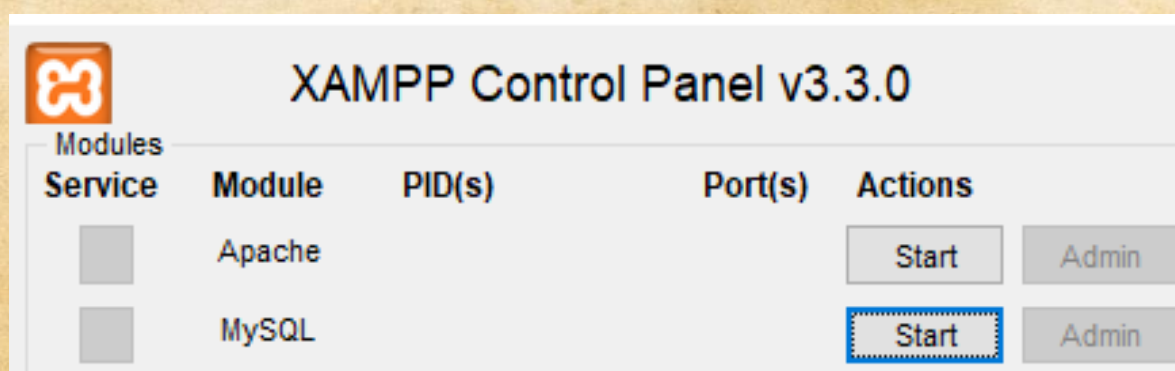 XAMPP Control Panel v3.3.0
Modules
Service Module PID(s) Port(s) Actions
Apache Start Admin
MySQL Start Admin